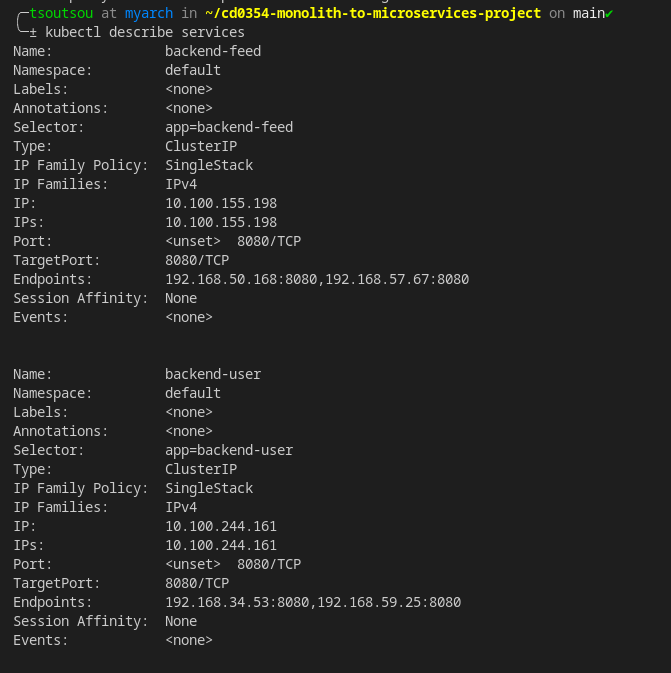 tsoutsou at myarch in ~/cd0354-monolith-to-microservices-project on main✔
± kubectl describe services
Name:              backend-feed
Namespace:         default
Labels:            <none>
Annotations:       <none>
Selector:          app=backend-feed
Type:              ClusterIP
IP Family Policy:  SingleStack
IP Families:       IPv4
IP:                10.100.155.198
IPs:               10.100.155.198
Port:              <unset>  8080/TCP
TargetPort:        8080/TCP
Endpoints:         192.168.50.168:8080,192.168.57.67:8080
Session Affinity:  None
Events:            <none>
Name:              backend-user
Namespace:         default
Labels:            <none>
Annotations:       <none>
Selector:          app=backend-user
Type:              ClusterIP
IP Family Policy:  SingleStack
IP Families:       IPv4
IP:                10.100.244.161
IPs:               10.100.244.161
Port:              <unset>  8080/TCP
TargetPort:        8080/TCP
Endpoints:         192.168.34.53:8080,192.168.59.25:8080
Session Affinity:  None
Events:            <none>